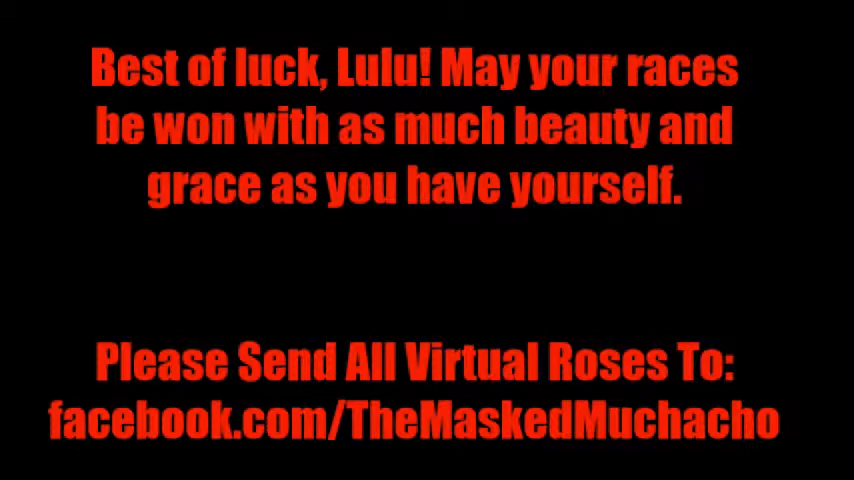 Best of luck, Lulu! May your races
be won with as much beauty and
grace as you have yourself.
Please Send All Virtual Roses To:
facebook.com/TheMaskedMuchacho